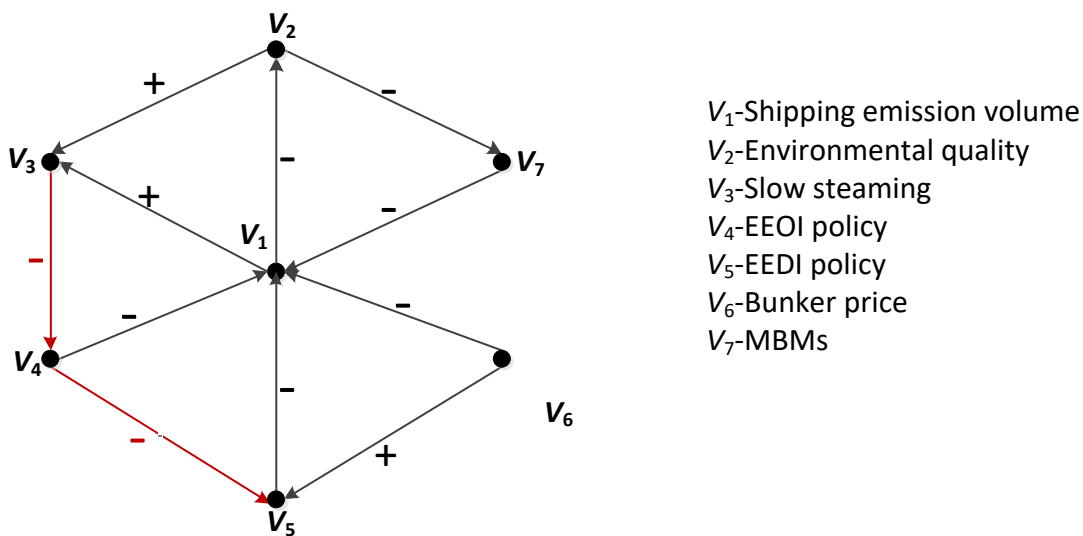 V2
+
-
V3
V7
-
+
-
V1
-
-
-
V4
-
V6
-
+
V5
V1-Shipping emission volume
V2-Environmental quality
V3-Slow steaming
V4-EEOI policy
V5-EEDI policy
V6-Bunker price
V7-MBMs